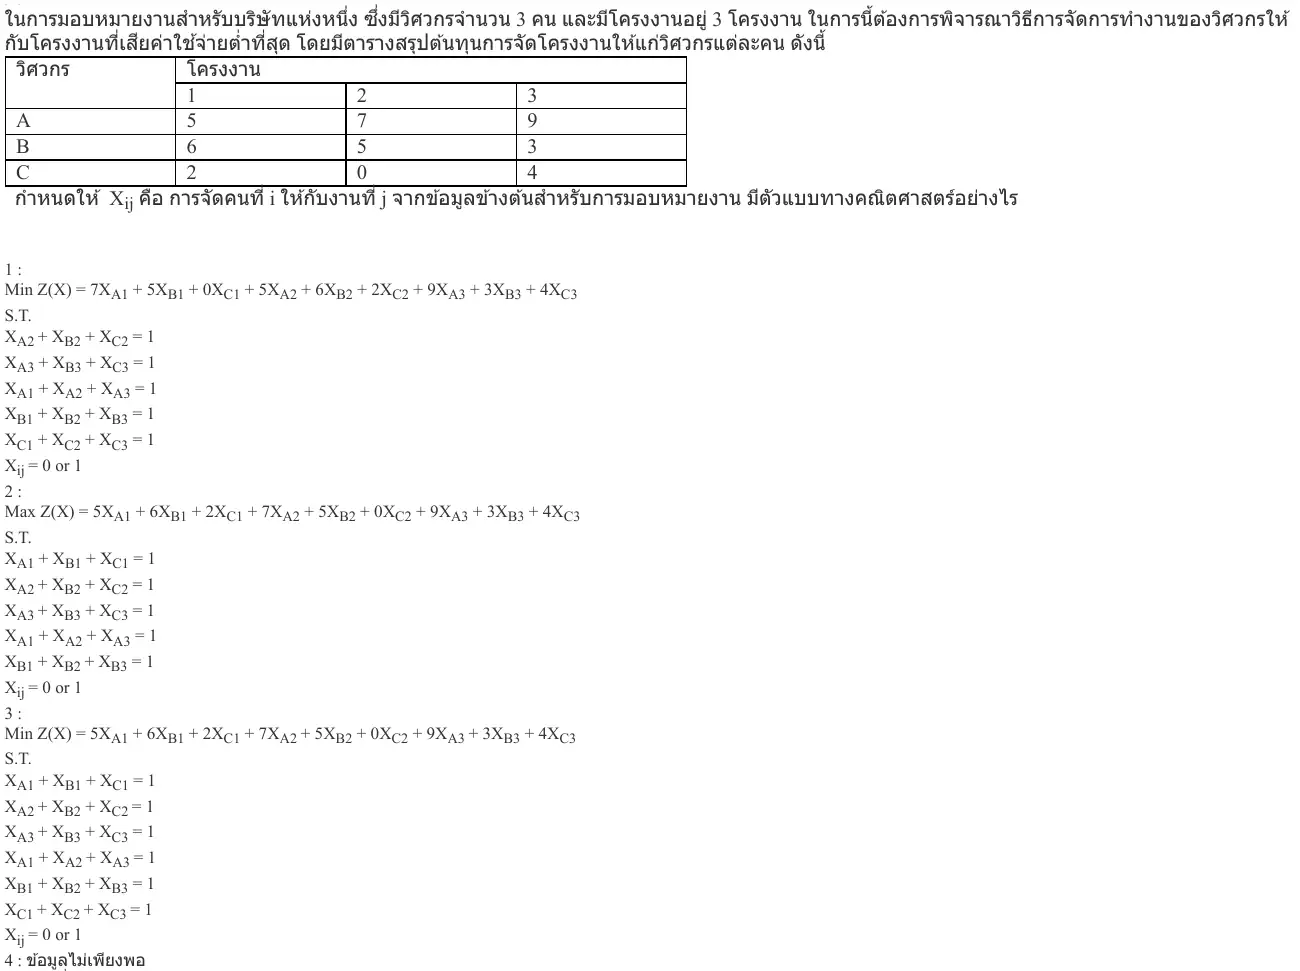 ในการมอบหมายงานสำหรับบริษัทแห่งหนึ่ง ซึ่งมีวิศวกรจำนวน 3 คน และมีโครงงานอยู่ 3 โครงงาน ในการนี้ต้องการพิจารณาวิธีการจัดการทำงานของวิศวกรให้
กับโครงงานที่เสียค่าใช้จ่ายต่ำที่สุด โดยมีตารางสรุปต้นทุนการจัดโครงงานให้แก่วิศวกรแต่ละคน ดังนี้
วิศวกร โครงงาน
1 2 3
A 5 7 9
B 6 5 3
C 2 0 4
กำหนดให้ Xij คือ การจัดคนที่ i ให้กับงานที่ j จากข้อมูลข้างต้นสำหรับการมอบหมายงาน มีตัวแบบทางคณิตศาสตร์อย่างไร
1 :
Min Z(X) = 7XA1 + 5XB1 + 0XC1 + 5XA2 + 6XB2 + 2XC2 + 9XA3 + 3XB3 + 4XC3
S.T.
XA2 + XB2 + XC2 = 1
XA3 + XB3 + XC3 = 1
XA1 + XA2 + XA3 = 1
XB1 + XB2 + XB3 = 1
XC1 + XC2 + XC3 = 1
Xij = 0 or 1
2 :
Max Z(X) = 5XA1 + 6XB1 + 2XC1 + 7XA2 + 5XB2 + 0XC2 + 9XA3 + 3XB3 + 4XC3
S.T.
XA1 + XB1 + XC1 = 1
XA2 + XB2 + XC2 = 1
XA3 + XB3 + XC3 = 1
XA1 + XA2 + XA3 = 1
XB1 + XB2 + XB3 = 1
Xij = 0 or 1
3 :
Min Z(X) = 5XA1 + 6XB1 + 2XC1 + 7XA2 + 5XB2 + 0XC2 + 9XA3 + 3XB3 + 4XC3
S.T.
XA1 + XB1 + XC1 = 1
XA2 + XB2 + XC2 = 1
XA3 + XB3 + XC3 = 1
XA1 + XA2 + XA3 = 1
XB1 + XB2 + XB3 = 1
XC1 + XC2 + XC3 = 1
Xij = 0 or 1
4 : ข้อมูลไม่เพียงพอ